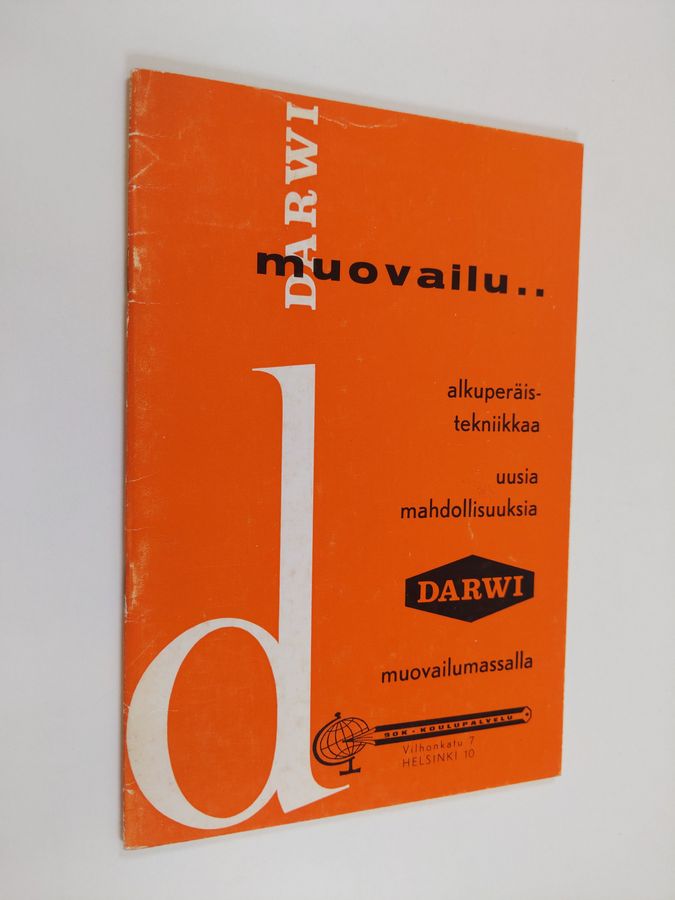 DARWI
muovailu..
d
alkuperäis-
tekniikkaa
uusia
mahdollisuuksia
DARWI
muovailumassalla
SOK - KOULUPALVELU
Vilhonkatu 7
HELSINKI 10